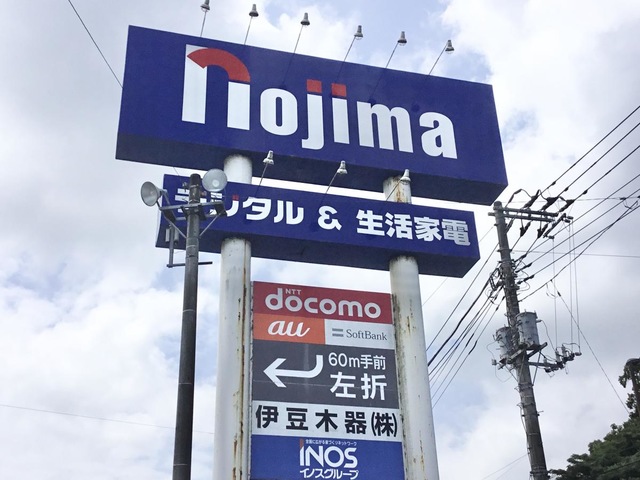 nojima
デジタル & 生活家電
NTT
docomo
au
SoftBank
60m手前
左折
伊豆木器(株)
INOS
イノスグループ